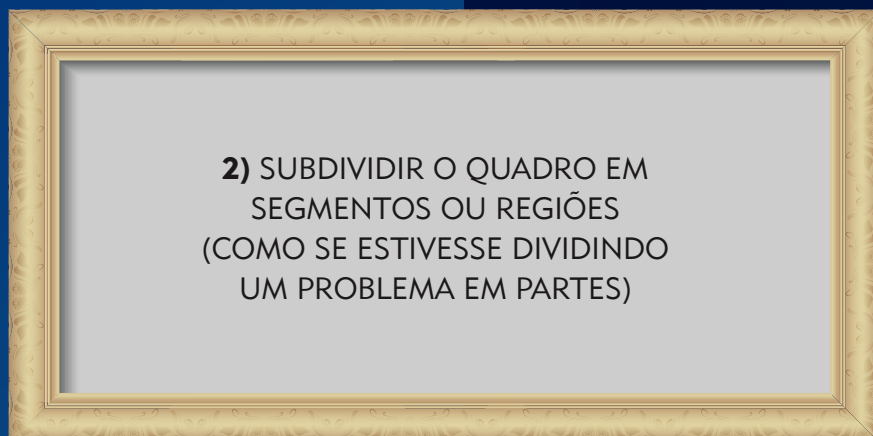 2) SUBDIVIDIR O QUADRO EM
SEGMENTOS OU REGIÕES
(COMO SE ESTIVESSE DIVIDINDO
UM PROBLEMA EM PARTES)